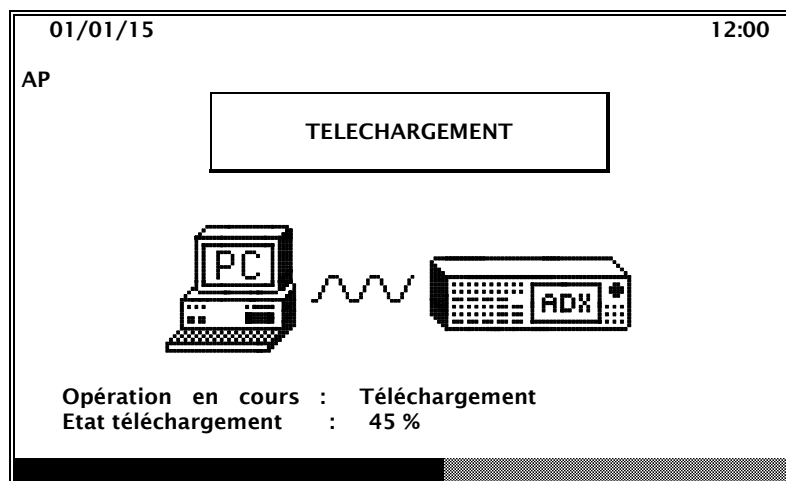 01/01/15 12:00
AP
TELECHARGEMENT
PC
ADX
Opération en cours : Téléchargement
Etat téléchargement : 45 %